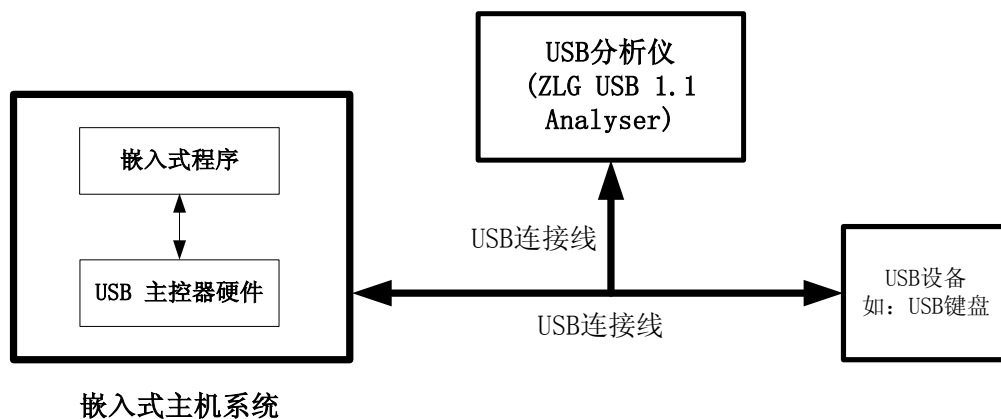 USB分析仪
(ZLG USB 1.1
Analyser)
嵌入式程序
USB连接线
USB 主控器硬件
USB设备
如：USB键盘
USB连接线
嵌入式主机系统